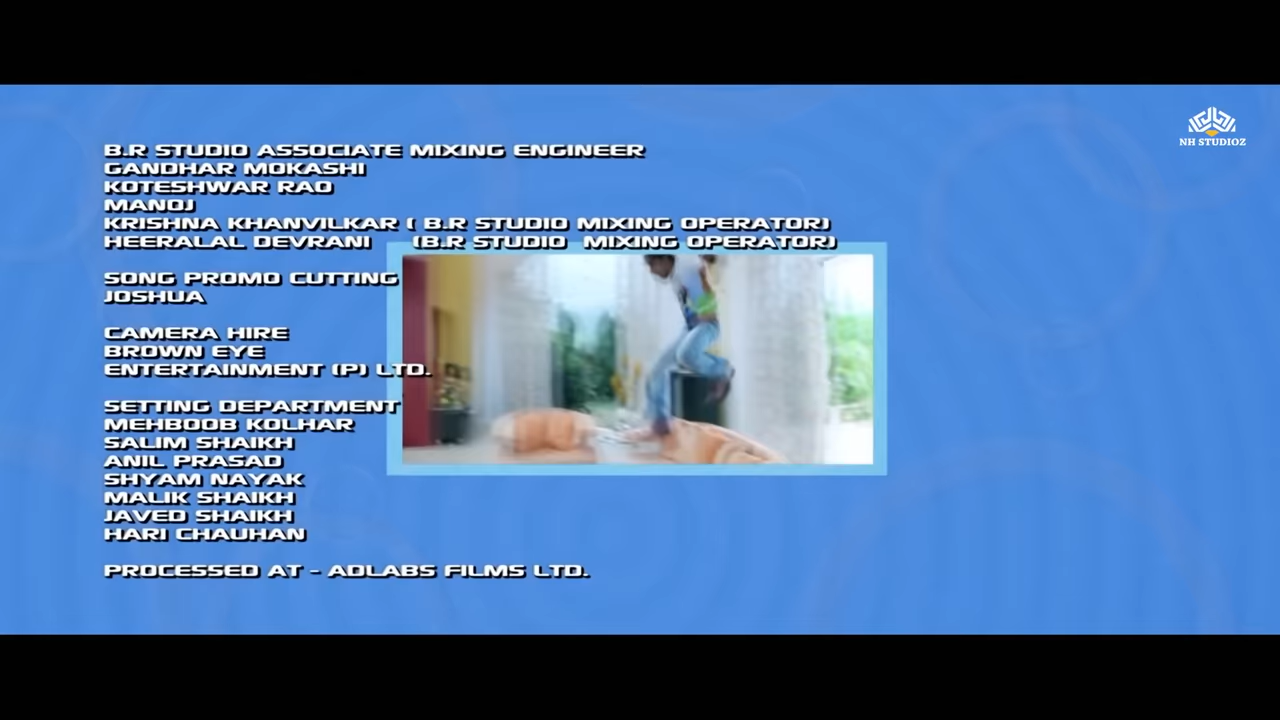 NH STUDIOZ
B.R STUDIO ASSOCIATE MIXING ENGINEER
GANDHAR MOKASHI
KOTESHWAR RAO
MANOJ
KRISHNA KHANVILKAR ( B.R STUDIO MIXING OPERATOR)
HEERALAL DEVRANI (B.R STUDIO MIXING OPERATOR)
SONG PROMO CUTTING
JOSHUA
CAMERA HIRE
BROWN EYE
ENTERTAINMENT (P) LTD.
SETTING DEPARTMENT
MEHBOOB KOLHAR
SALIM SHAIKH
ANIL PRASAD
SHYAM NAYAK
MALIK SHAIKH
JAVED SHAIKH
HARI CHAUHAN
PROCESSED AT - ADLABS FILMS LTD.